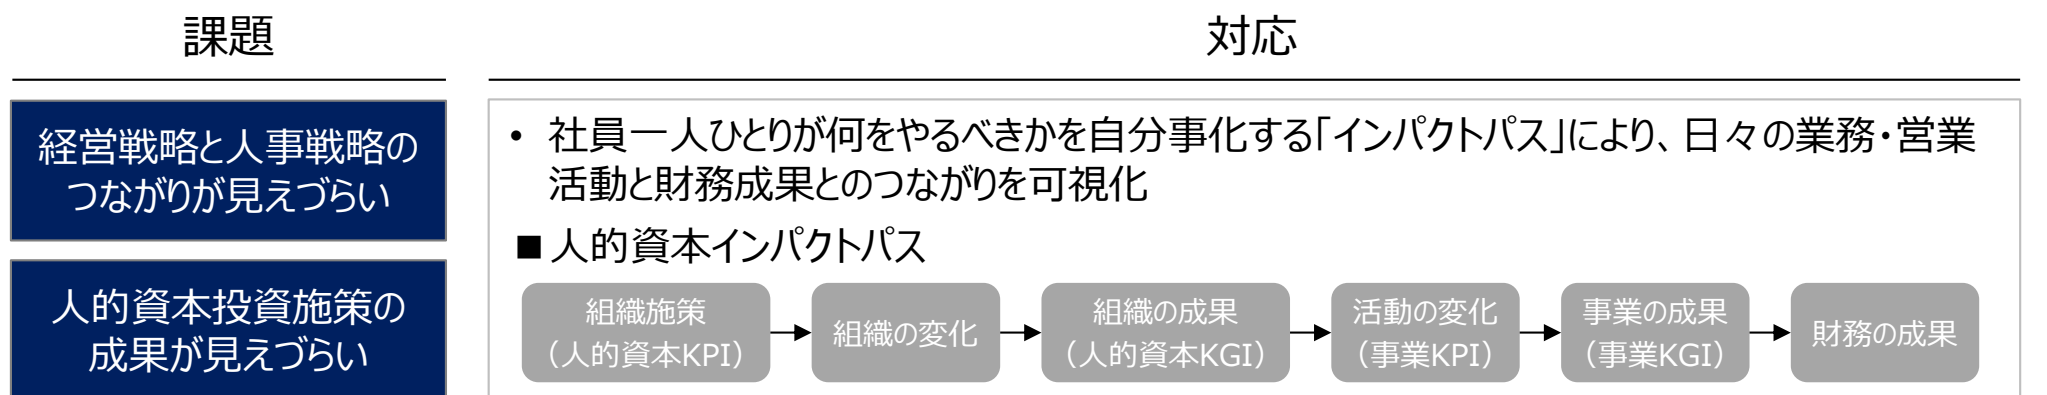 課題
対応
経営戦略と人事戦略の
つながりが見えづらい
人的資本投資施策の
成果が見えづらい
• 社員一人ひとりが何をやるべきかを自分事化する「インパクトパス」により、日々の業務・営業
活動と財務成果とのつながりを可視化
■ 人的資本インパクトパス
組織施策
（人的資本KPI）
組織の変化
組織の成果
（人的資本KGI）
活動の変化
（事業KPI）
事業の成果
（事業KGI）
財務の成果